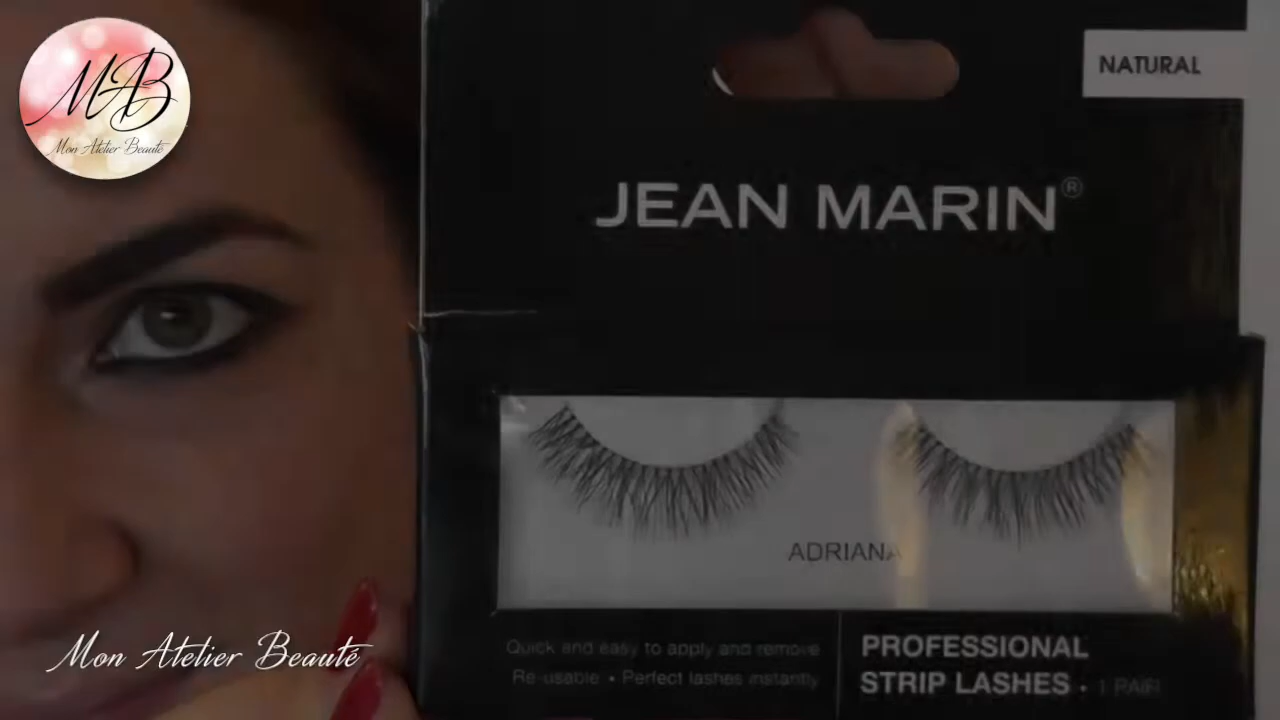 MAB
Mon Atelier Beauté
NATURAL
JEAN MARIN®
ADRIANA
Quick and easy to apply and remove
Re-usable • Perfect lashes instantly
PROFESSIONAL
STRIP LASHES • 1 PAIR
Mon Atelier Beauté